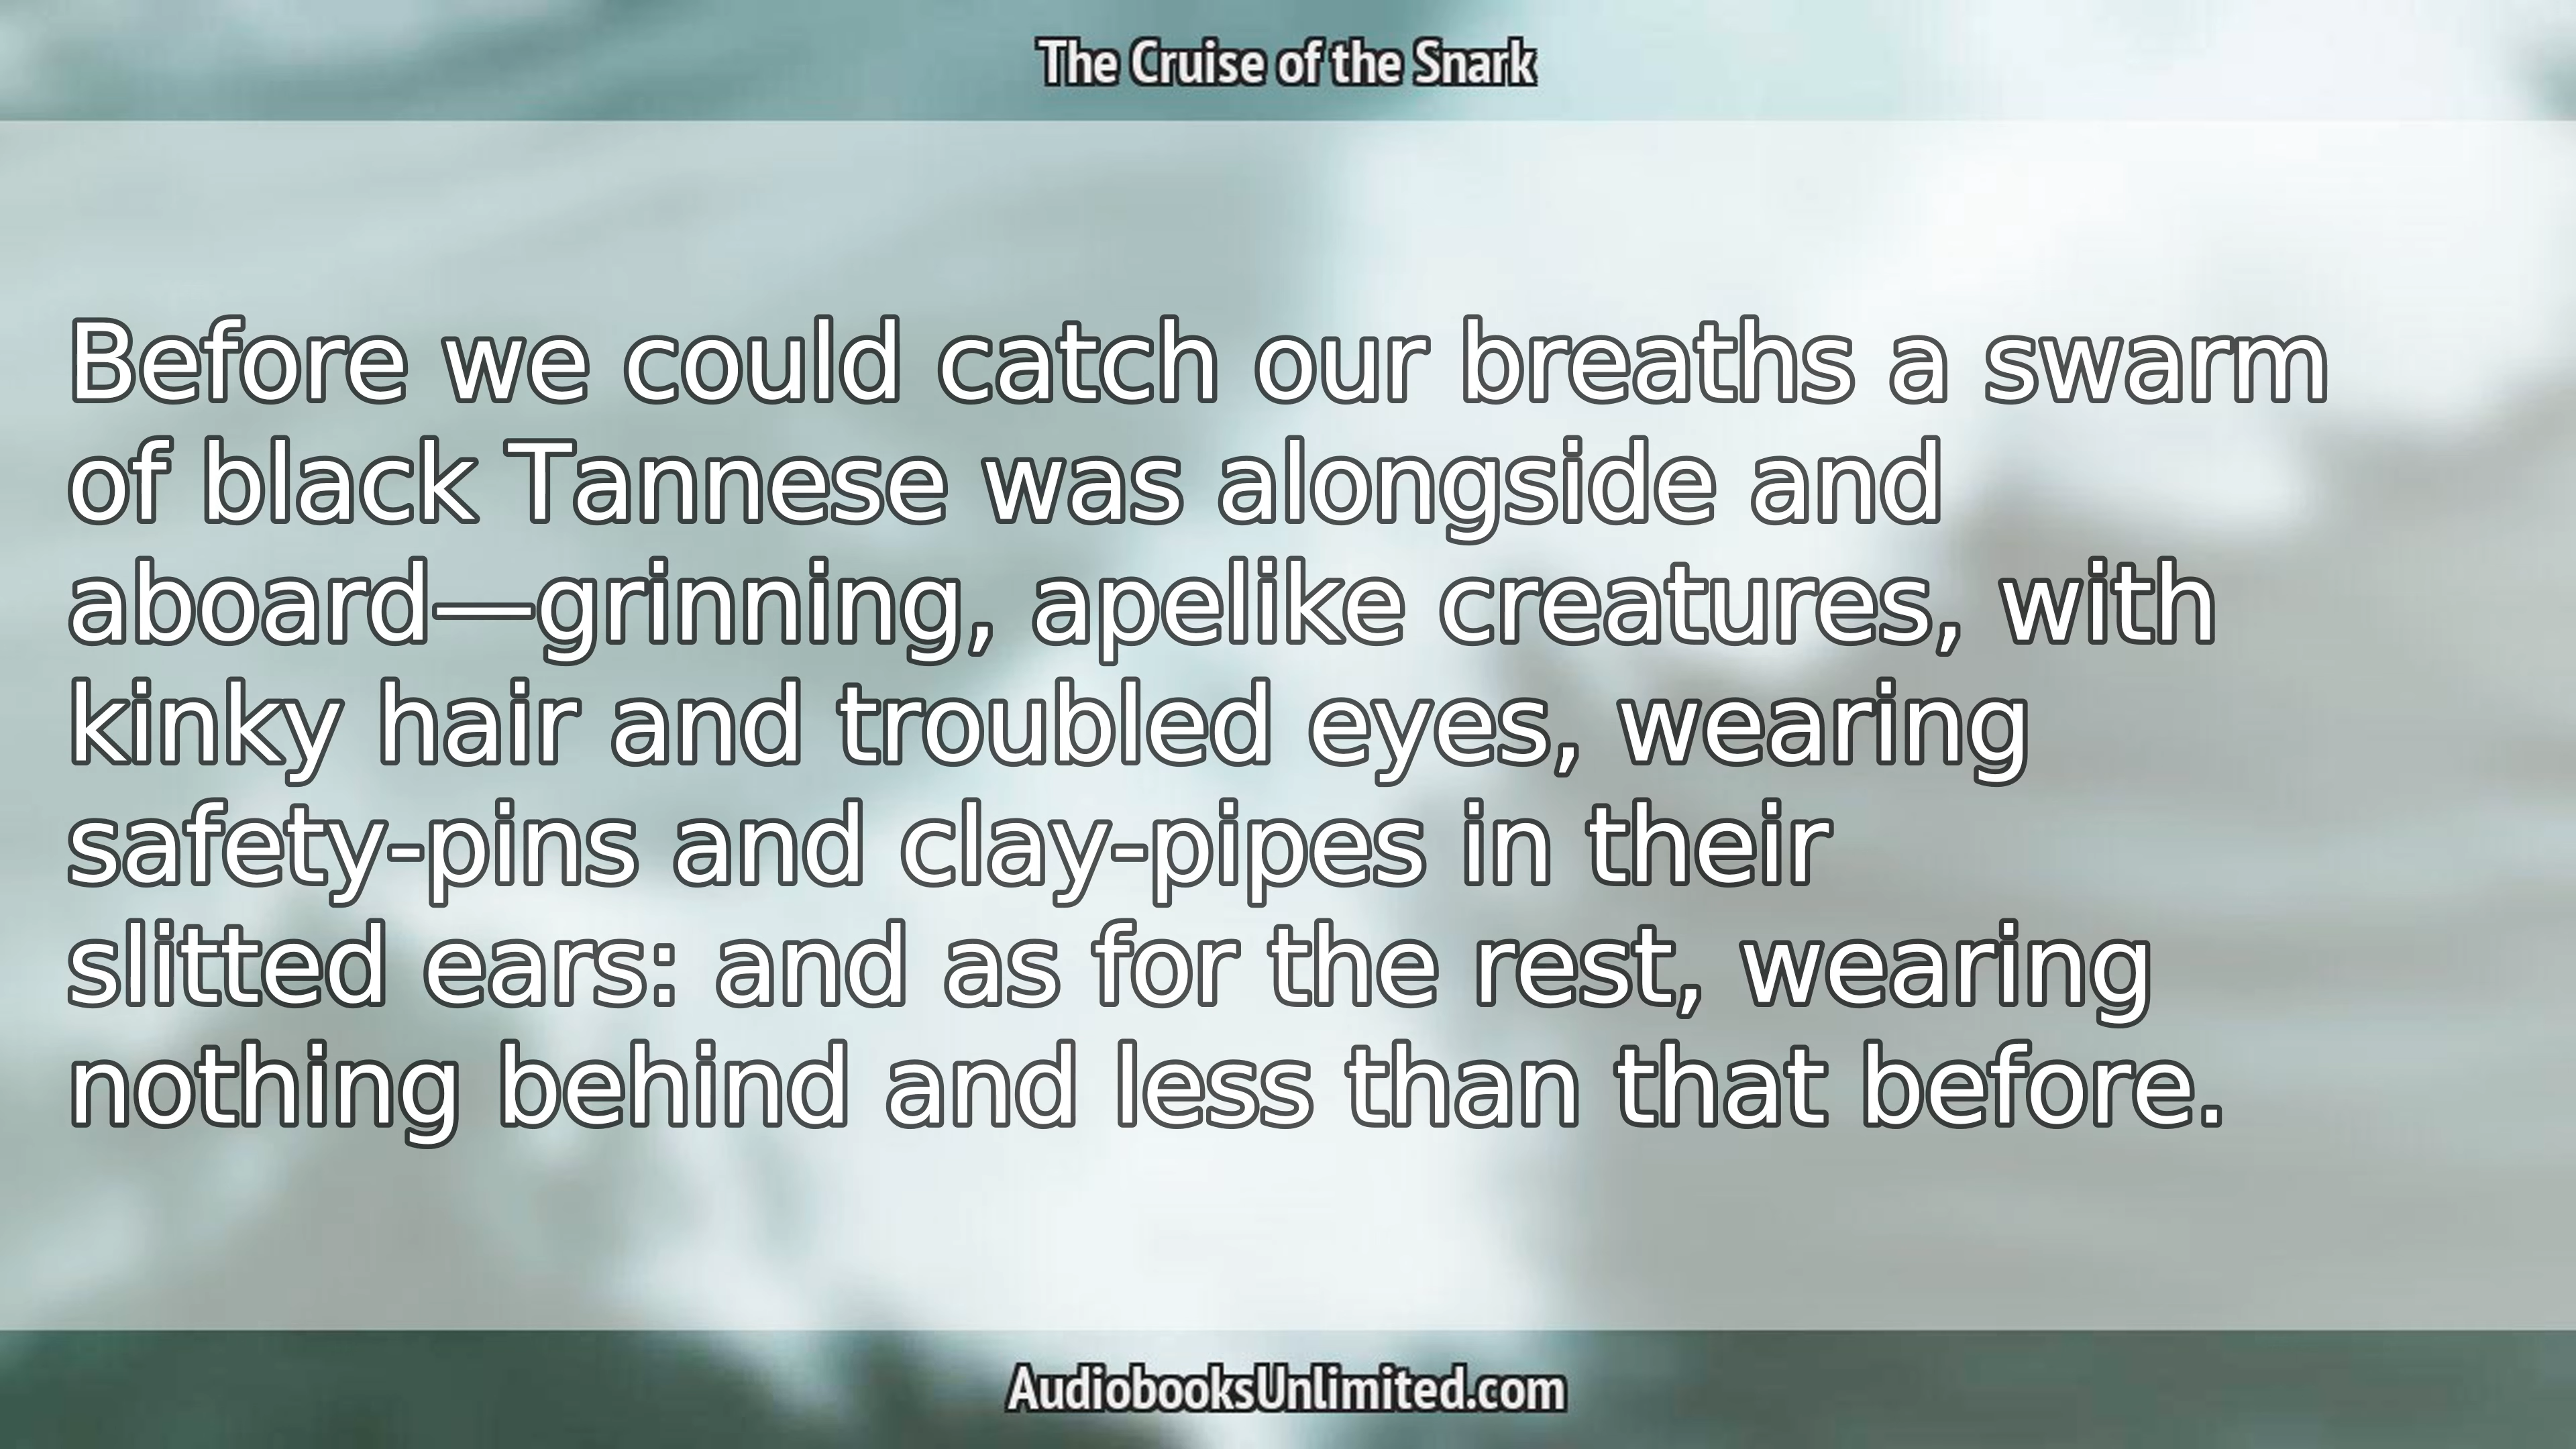 The Cruise of the Snark
Before we could catch our breaths a swarm
of black Tannese was alongside and
aboard—grinning, apelike creatures, with
kinky hair and troubled eyes, wearing
safety-pins and clay-pipes in their
slitted ears: and as for the rest, wearing
nothing behind and less than that before.
AudiobooksUnlimited.com